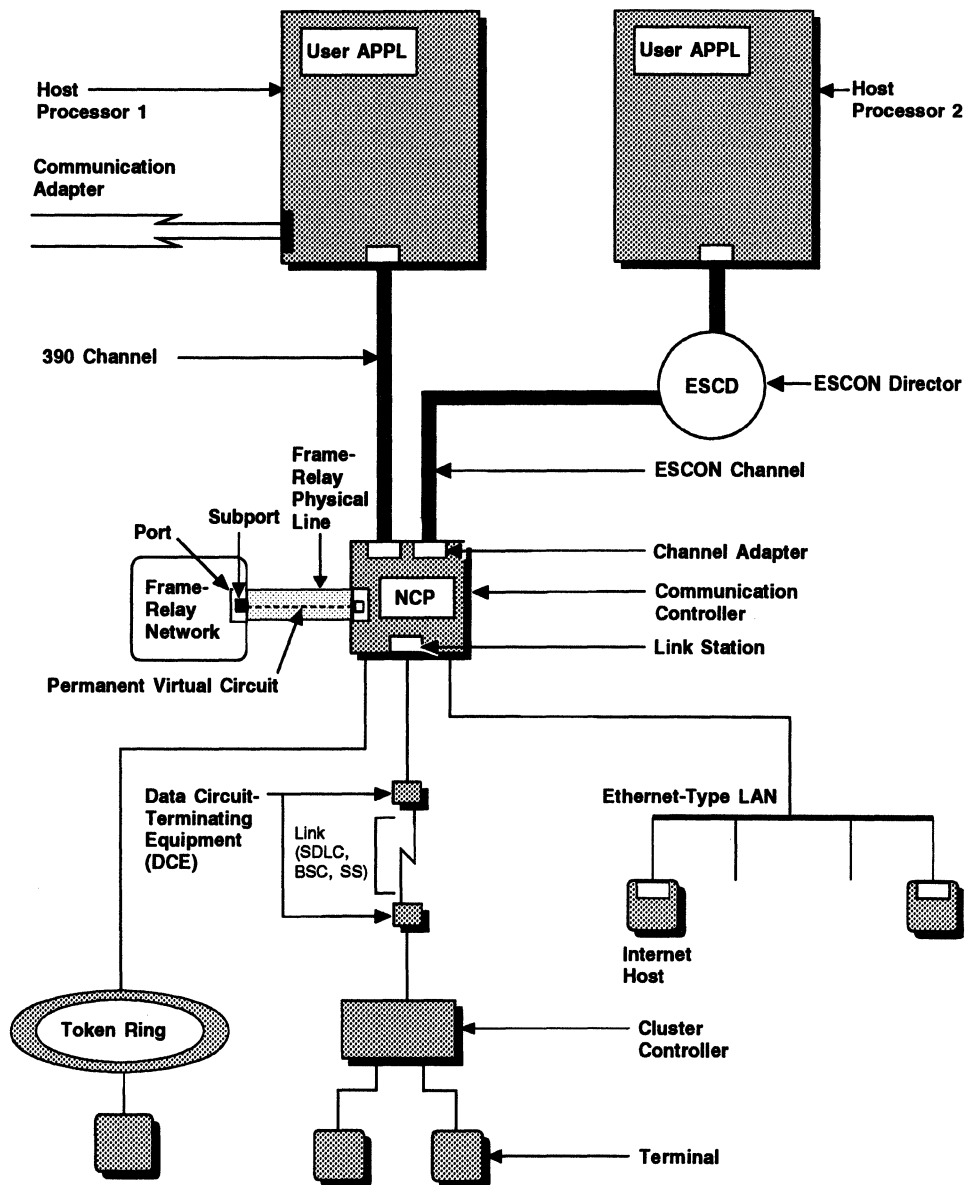 User APPL
User APPL
Host
Processor 1
Host
Processor 2
Communication
Adapter
390 Channel
ESCD
ESCON Director
Frame-
Relay
Physical
Line
ESCON Channel
Subport
Port
Channel Adapter
Frame-
Relay
Network
NCP
Communication
Controller
Link Station
Permanent Virtual Circuit
Data Circuit-
Terminating
Equipment
(DCE)
Link
(SDLC,
BSC, SS)
Ethernet-Type LAN
Internet
Host
Token Ring
Cluster
Controller
Terminal